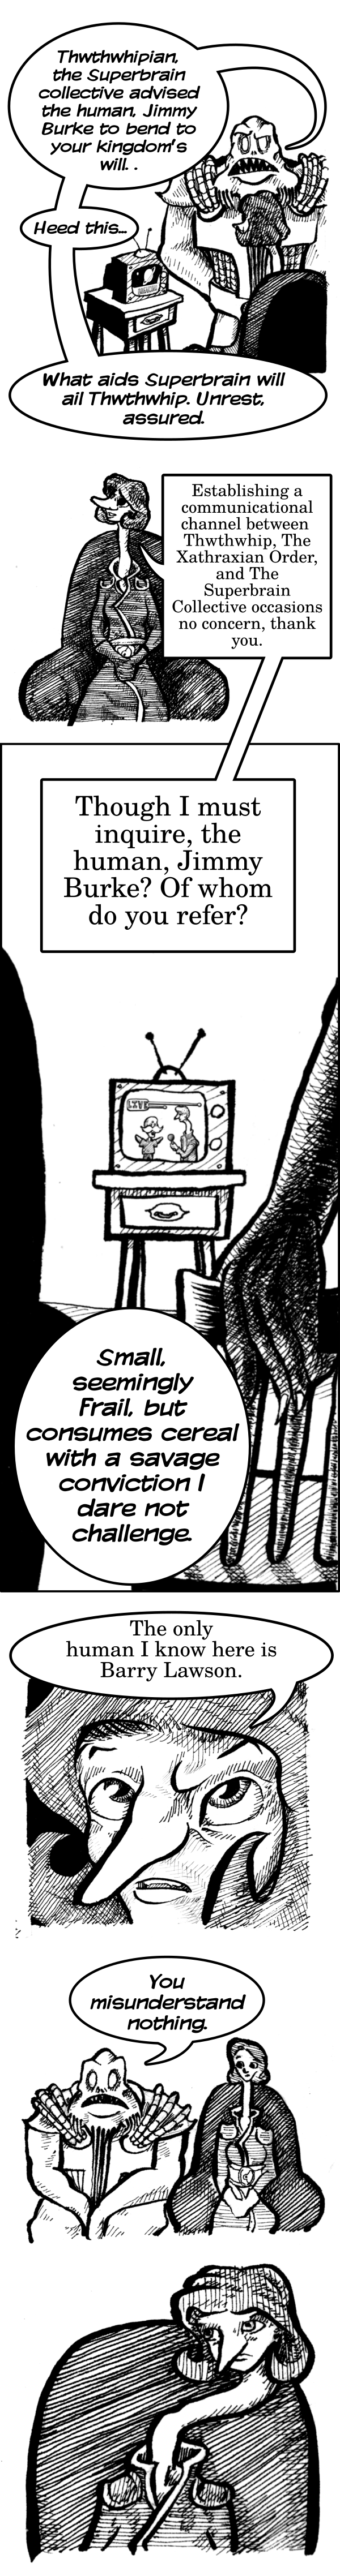 Thwthwhipian,
the Superbrain
collective advised
the human, Jimmy
Burke to bend to
your kingdom's
will. .
Heed this...
What aids Superbrain will
ail Thwthwhip. Unrest,
assured.
Establishing a
communicational
channel between
Thwthwhip, The
Xathraxian Order,
and The
Superbrain
Collective occasions
no concern, thank
you.
Though I must
inquire, the
human, Jimmy
Burke? Of whom
do you refer?
LIVE
Small,
seemingly
Frail, but
consumes cereal
with a savage
conviction I
dare not
challenge.
The only
human I know here is
Barry Lawson.
You
misunderstand
nothing.